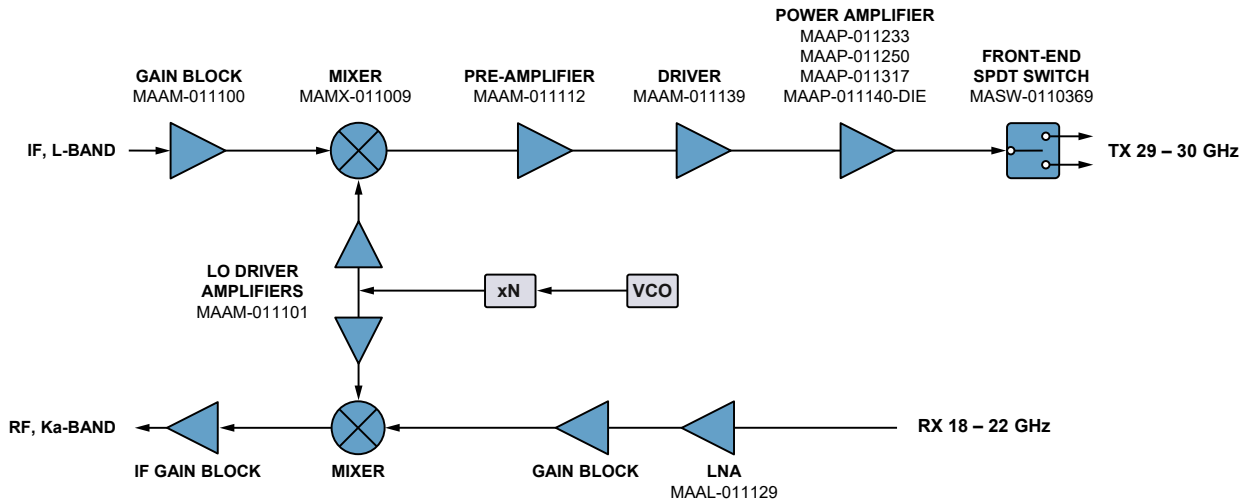 POWER AMPLIFIER
MAAP-011233
MAAP-011250
MAAP-011317
MAAP-011140-DIE
GAIN BLOCK
MAAM-011100
MIXER
MAMX-011009
PRE-AMPLIFIER
MAAM-011112
DRIVER
MAAM-011139
FRONT-END
SPDT SWITCH
MASW-0110369
IF, L-BAND
TX 29 – 30 GHz
LO DRIVER
AMPLIFIERS
MAAM-011101
xN
VCO
RF, Ka-BAND
RX 18 – 22 GHz
IF GAIN BLOCK
MIXER
GAIN BLOCK
LNA
MAAL-011129